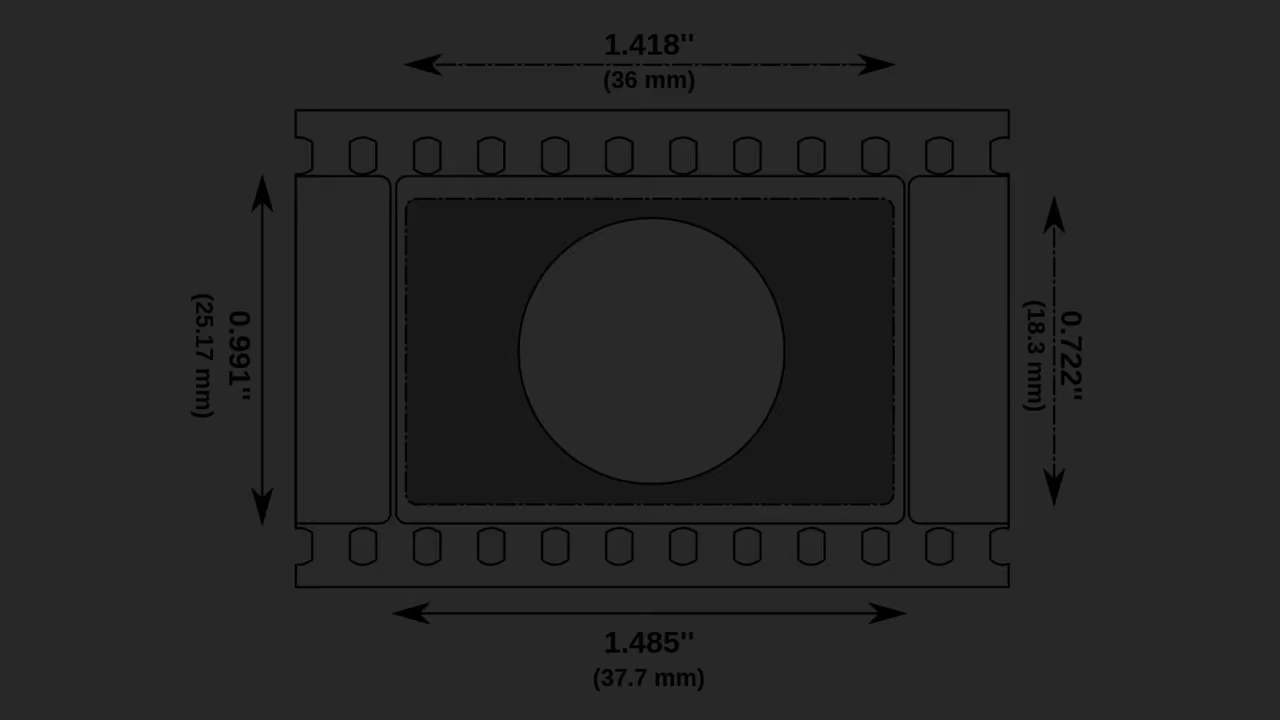 1.418"
(36 mm)
0.991"
(25.17 mm)
0.722"
(18.3 mm)
1.485"
(37.7 mm)